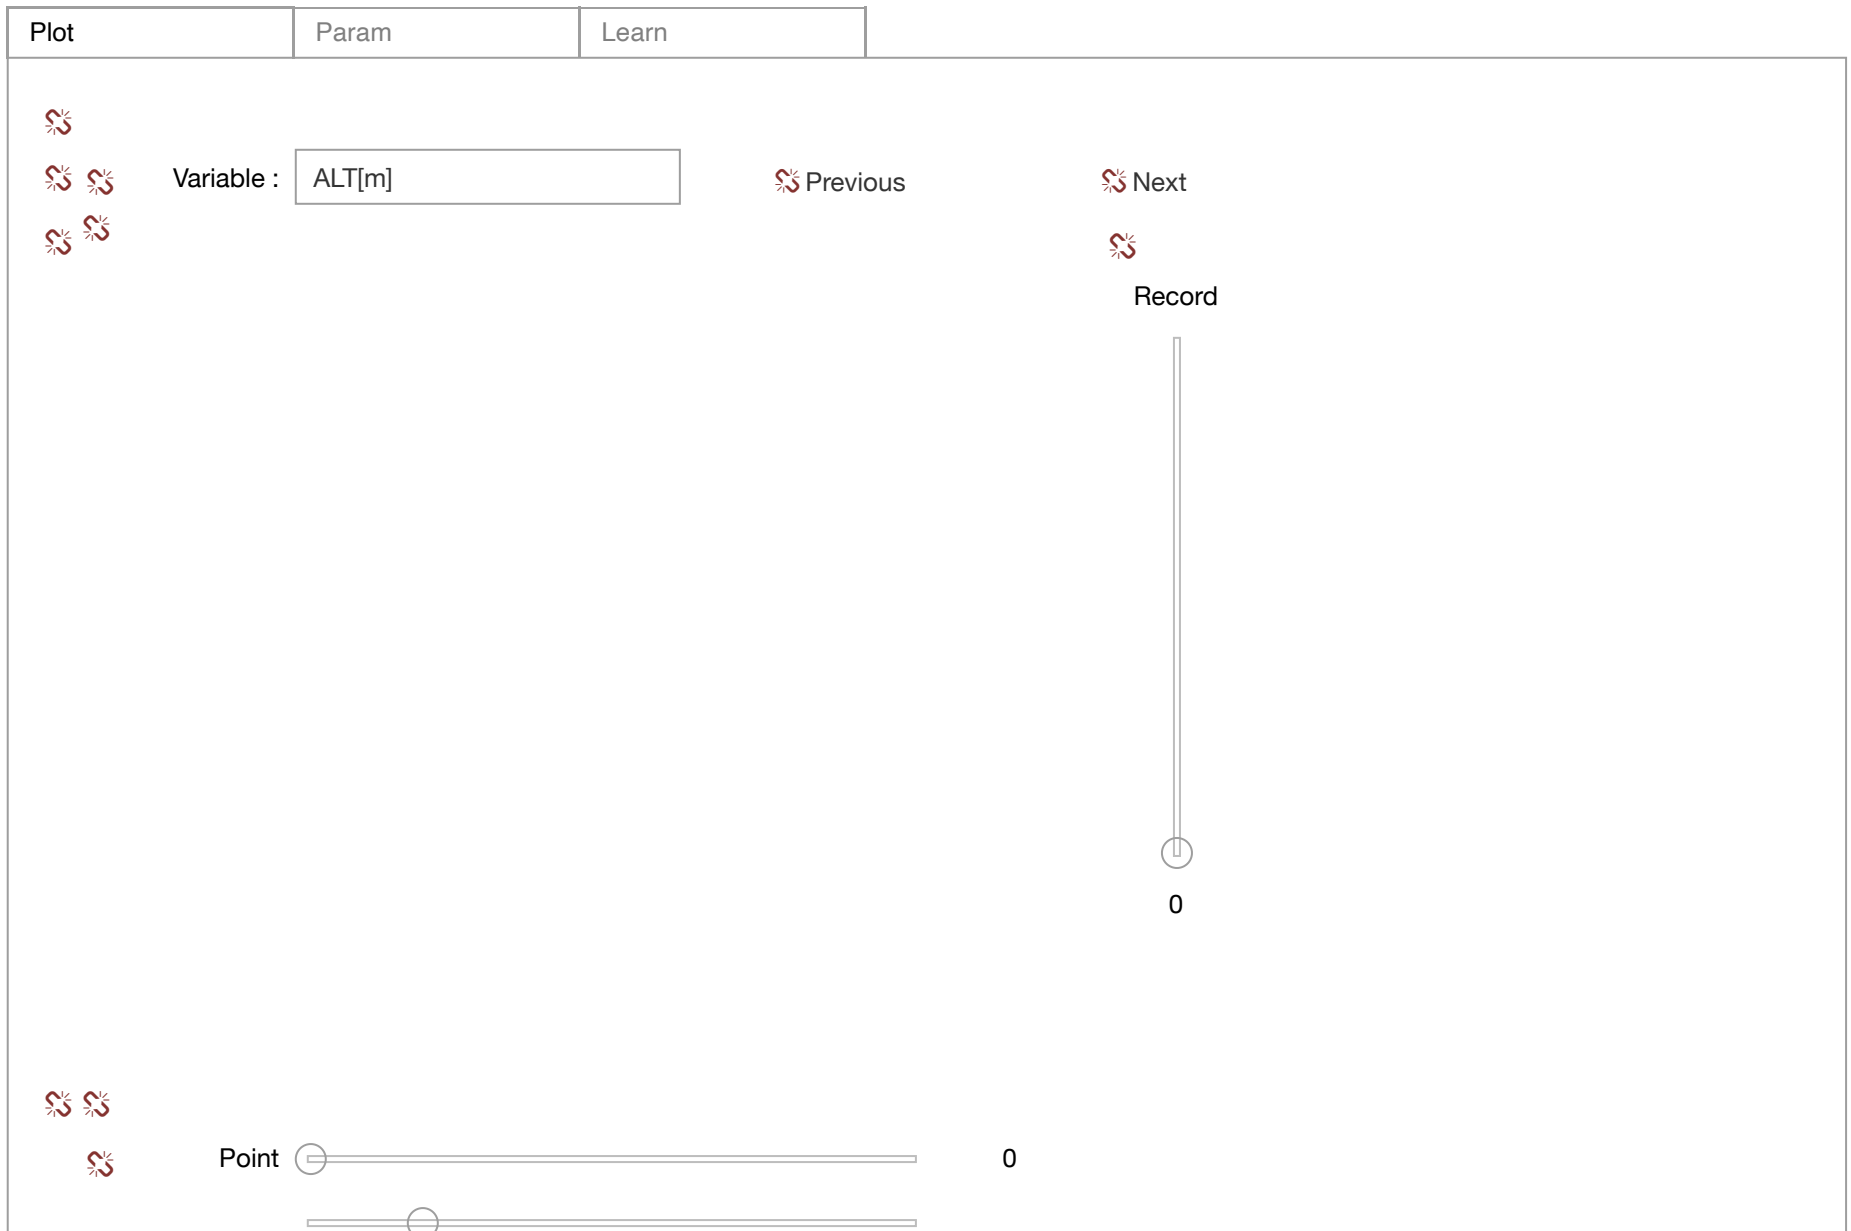 Plot Param Learn
Variable : ALT[m] Previous Next
Record
0
Point 0